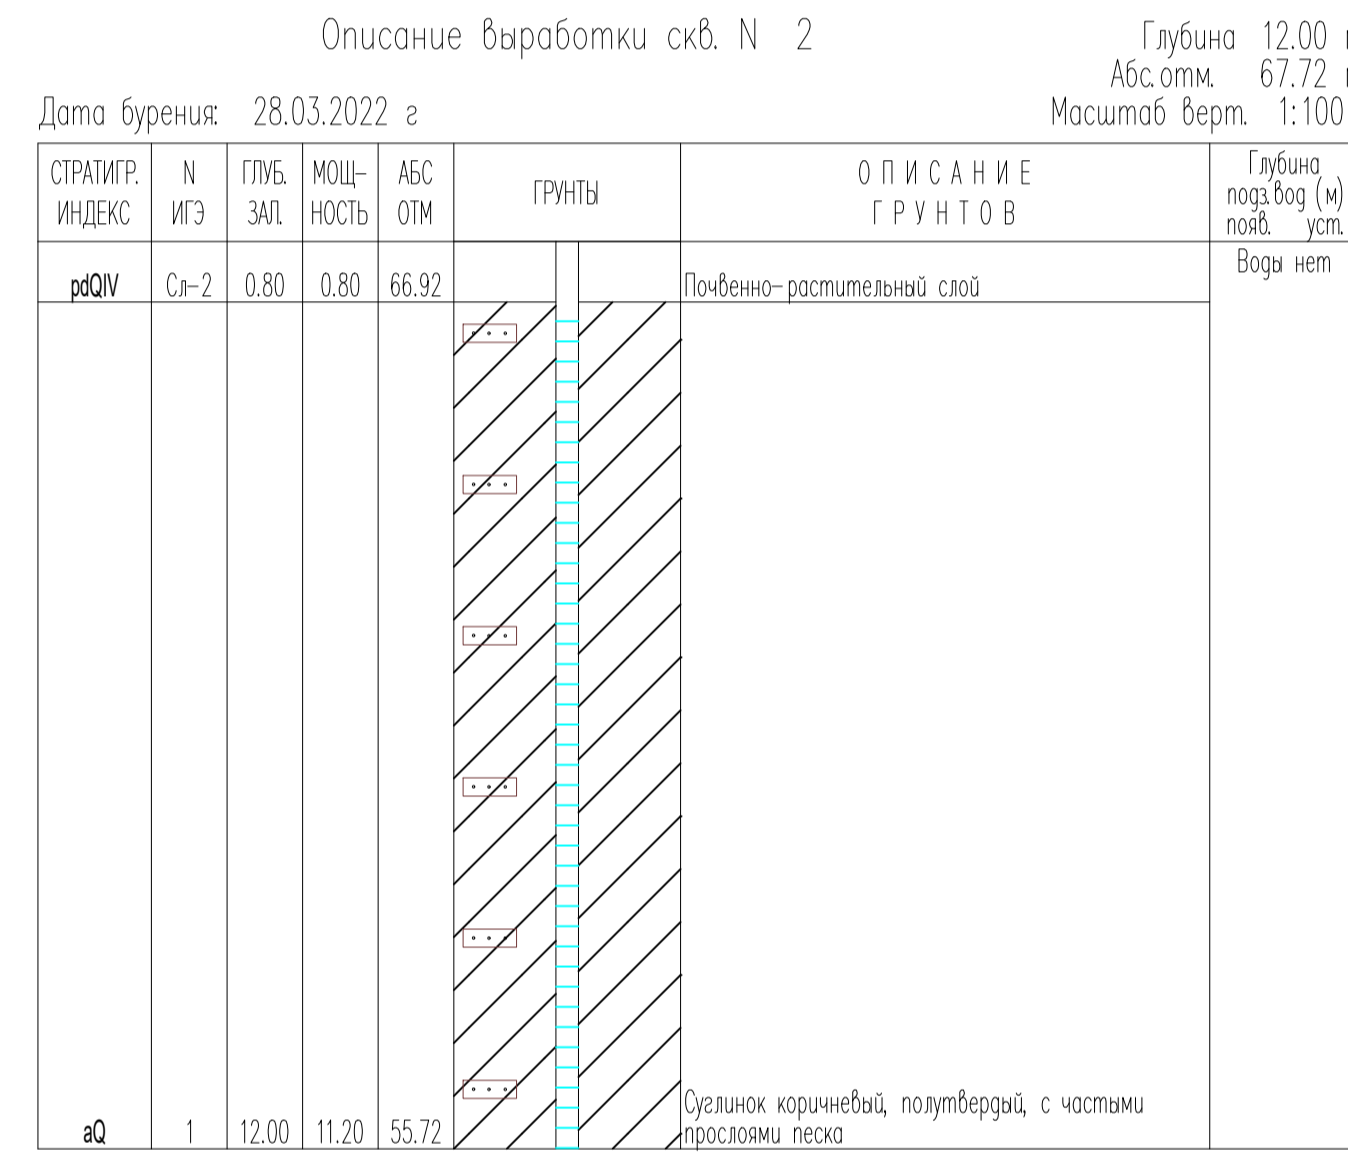 Описание выработки скв. N 2
Глубина 12.00
Абс.отм. 67.72
Дата бурения: 28.03.2022 г
Масштаб верт. 1:100
СТРАТИГР. ИНДЕКС
N ИГЭ
ГЛУБ. ЗАЛ.
МОЩ- НОСТЬ
АБС ОТМ
ГРУНТЫ
ОПИСАНИЕ
ГРУНТОВ
Глубина
подз.вод (м)
появ. уст.
Воды нет
pdQIV Сл-2 0.80 0.80 66.92 Почвенно-растительный слой
Суглинок коричневый, полутвердый, с частыми
aQ 1 12.00 11.20 55.72 прослоями песка